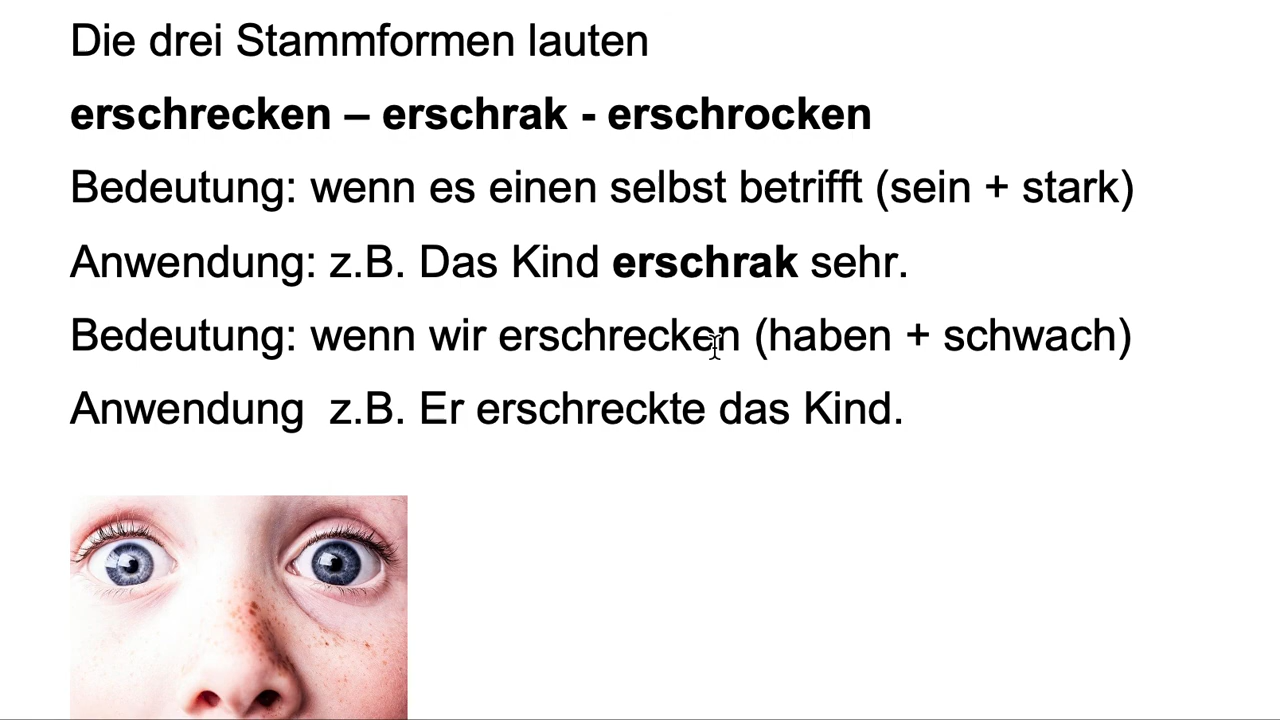 Die drei Stammformen lauten
erschrecken – erschrak - erschrocken
Bedeutung: wenn es einen selbst betrifft (sein + stark)
Anwendung: z.B. Das Kind erschrak sehr.
Bedeutung: wenn wir erschrecken (haben + schwach)
Anwendung  z.B. Er erschreckte das Kind.